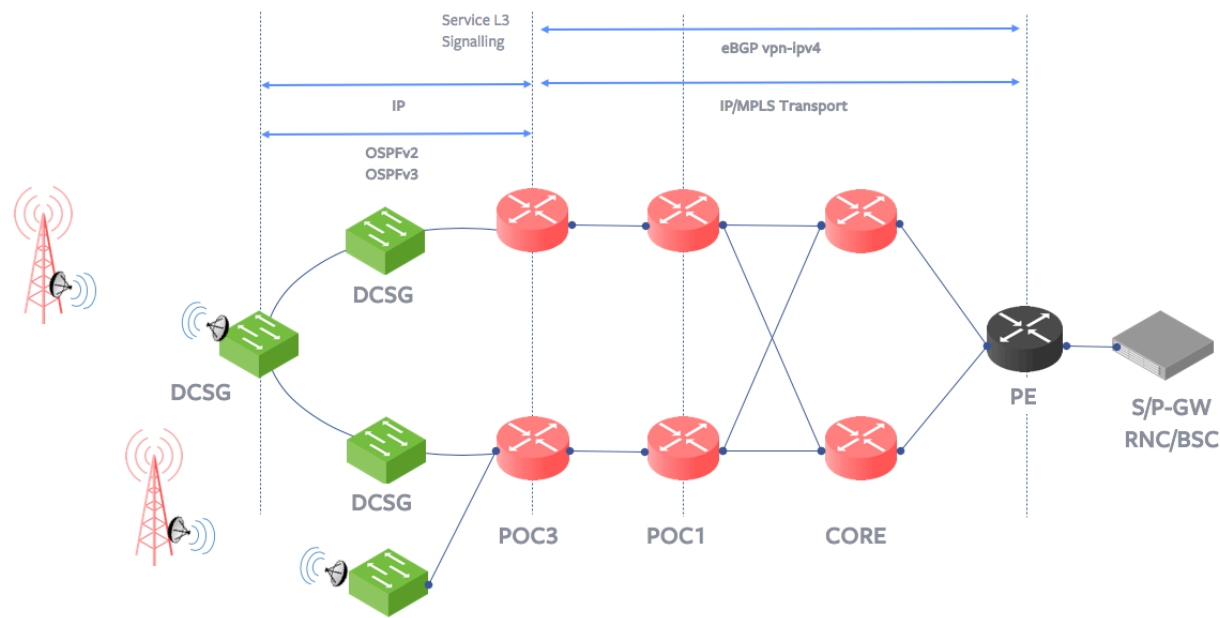 Service L3
Signalling
eBGP vpn-ipv4
IP
IP/MPLS Transport
OSPFv2
OSPFv3
DCSG
DCSG
PE
S/P-GW
RNC/BSC
DCSG
POC3
POC1
CORE